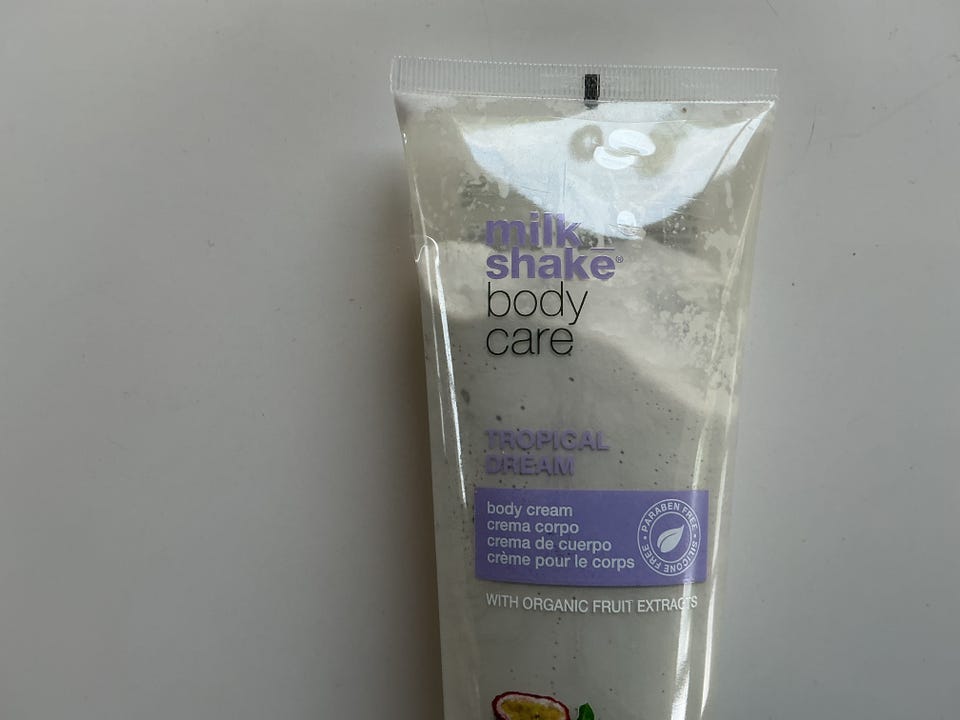 milk_
shake®
body
care
TROPICAL
DREAM
body cream
crema corpo
crema de cuerpo
crème pour le corps
PARABEN FREE • SILICONE FREE •
WITH ORGANIC FRUIT EXTRACTS